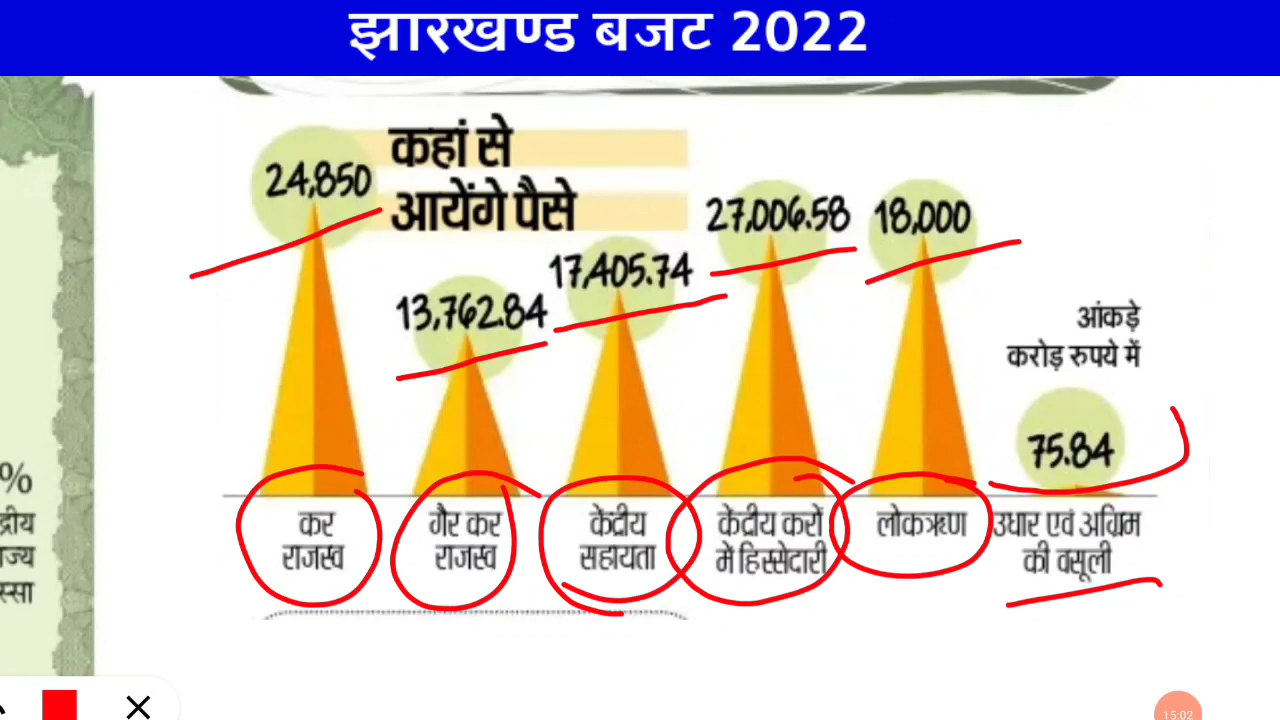 झारखण्ड बजट 2022
कहां से
आयेंगे पैसे
24,850
13,762.84
17,405.74
27,006.58
18,000
आंकड़े
करोड़ रुपये में
75.84
कर
राजस्व
गैर कर
राजस्व
केंद्रीय
सहायता
केंद्रीय करों
में हिस्सेदारी
लोकऋण
उधार एवं अग्रिम
की वसूली
%
15:02